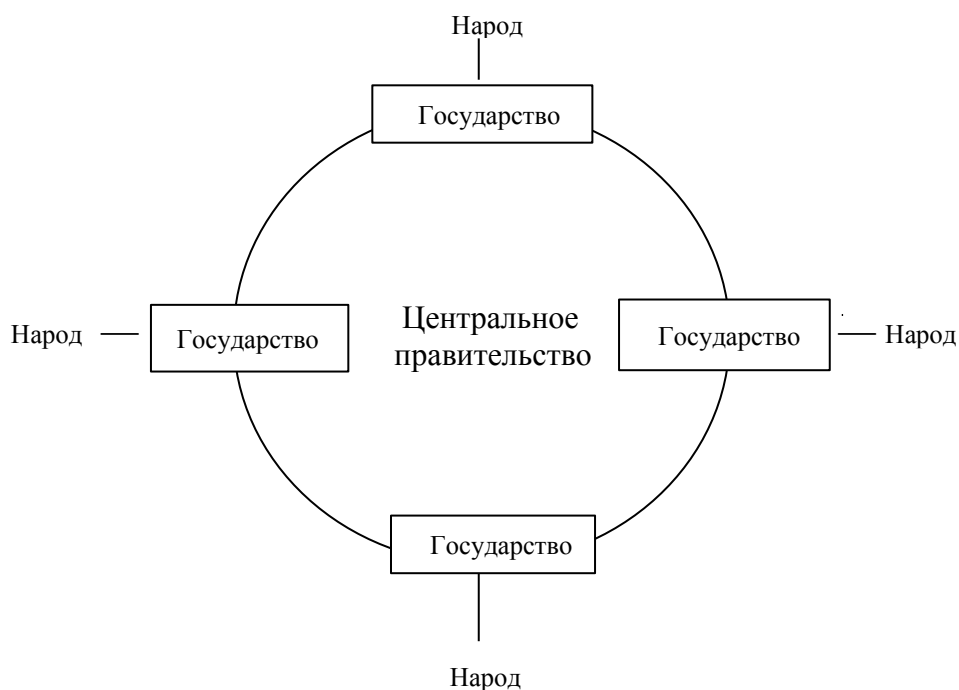 Народ
Государство
Народ
Государство
Центральное
правительство
Государство
Народ
Государство
Народ